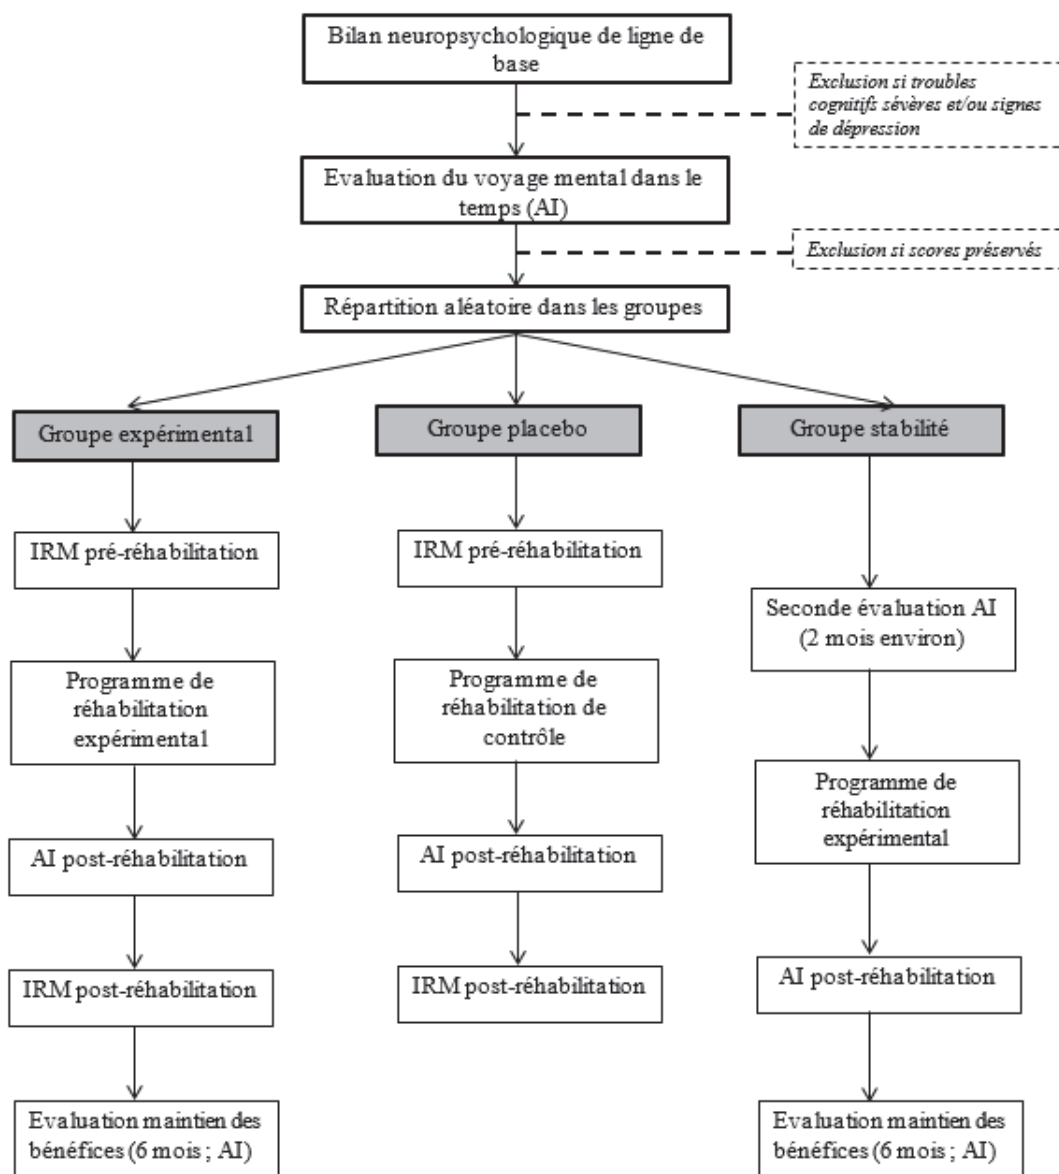 Bilan neuropsychologique de ligne de
base
Exclusion si troubles
cognitifs sévères et/ou signes
de dépression
Evaluation du voyage mental dans le
temps (AI)
Exclusion si scores préservés
Répartition aléatoire dans les groupes
Groupe expérimental
IRM pré-réhabilitation
Programme de
réhabilitation
expérimental
AI post-réhabilitation
IRM post-réhabilitation
Evaluation maintien des
bénéfices (6 mois ; AI)
Groupe placebo
IRM pré-réhabilitation
Programme de
réhabilitation de
contrôle
AI post-réhabilitation
IRM post-réhabilitation
Groupe stabilité
Seconde évaluation AI
(2 mois environ)
Programme de
réhabilitation
expérimental
AI post-réhabilitation
Evaluation maintien des
bénéfices (6 mois ; AI)